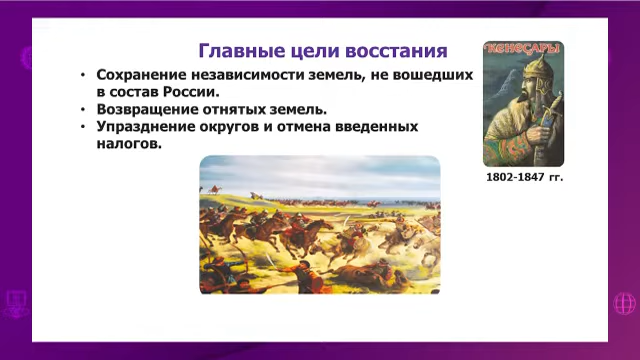 Главные цели восстания
• Сохранение независимости земель, не вошедших
в состав России.
• Возвращение отнятых земель.
• Упразднение округов и отмена введенных
налогов.
КЕНЕСАРЫ
1802-1847 гг.